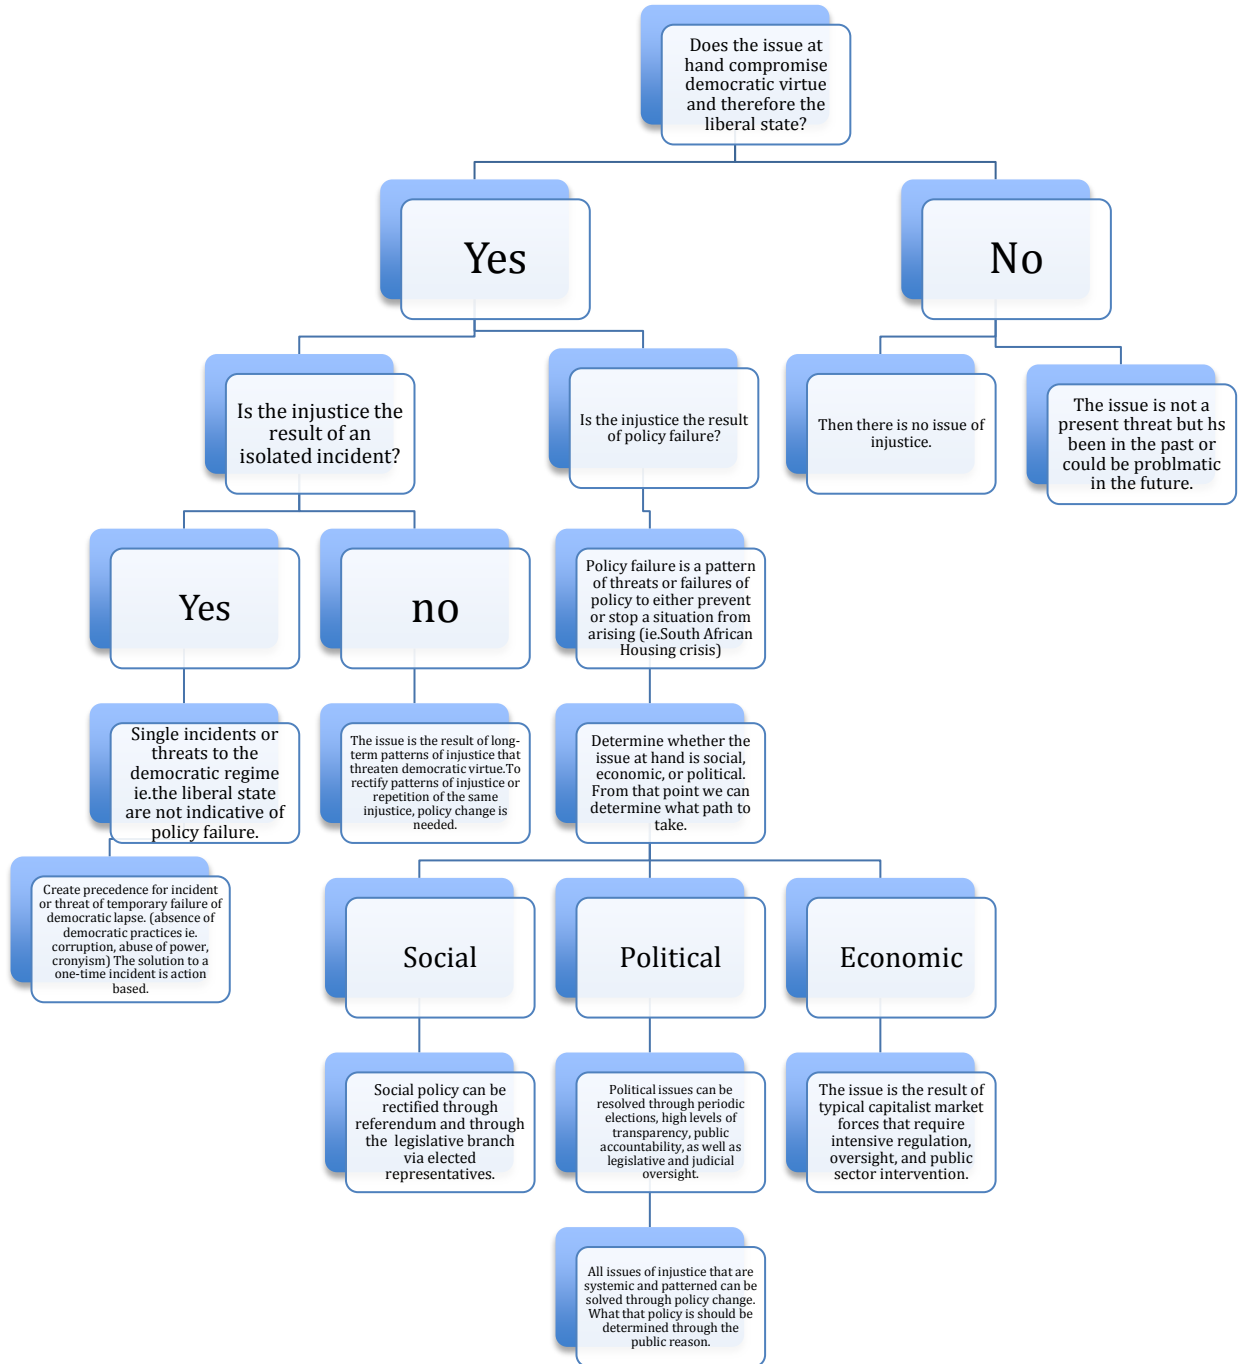 Does the issue at
hand compromise
democratic virtue
and therefore the
liberal state?
Yes
No
Is the injustice the
result of an
isolated incident?
Is the injustice the result
of policy failure?
Then there is no issue of
injustice.
The issue is not a
present threat but hs
been in the past or
could be problmatic
in the future.
Yes
no
Policy failure is a pattern
of threats or failures of
policy to either prevent
or stop a situation from
arising (ie.South African
Housing crisis)
Single incidents or
threats to the
democratic regime
ie.the liberal state
are not indicative of
policy failure.
The issue is the result of long-
term patterns of injustice that
threaten democratic virtue.To
rectify patterns of injustice or
repetition of the same
injustice, policy change is
needed.
Determine whether the
issue at hand is social,
economic, or political.
From that point we can
determine what path to
take.
Create precedence for incident
or threat of temporary failure of
democratic lapse. (absence of
democratic practices ie.
corruption, abuse of power,
cronyism) The solution to a
one-time incident is action
based.
Social
Political
Economic
Social policy can be
rectified through
referendum and through
the legislative branch
via elected
representatives.
Political issues can be
resolved through periodic
elections, high levels of
transparency, public
accountability, as well as
legislative and judicial
oversight.
The issue is the result of
typical capitalist market
forces that require
intensive regulation,
oversight, and public
sector intervention.
All issues of injustice that are
systemic and patterned can be
solved through policy change.
What that policy is should be
determined through the
public reason.